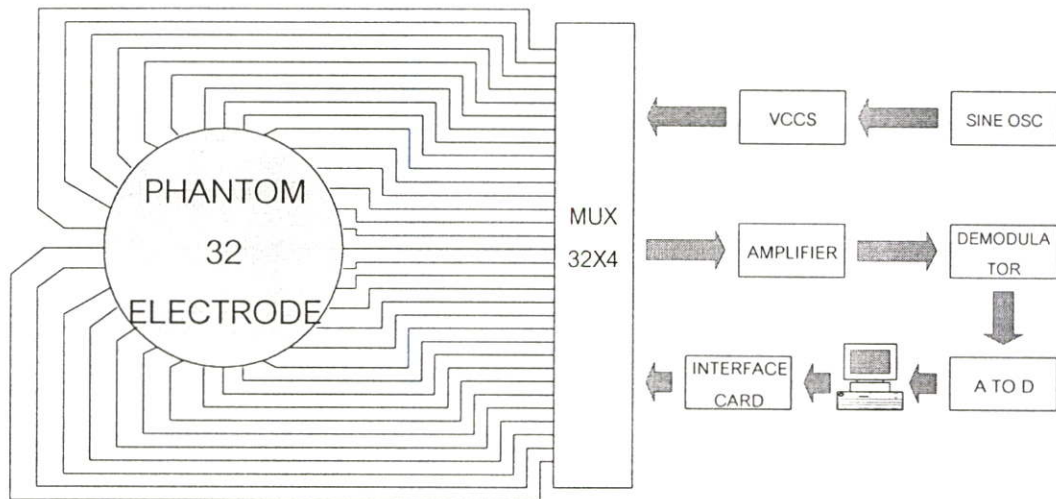 PHANTOM
32
ELECTRODE
MUX
32X4
VCCS
SINE OSC
AMPLIFIER
DEMODULA
TOR
INTERFACE
CARD
A TO D